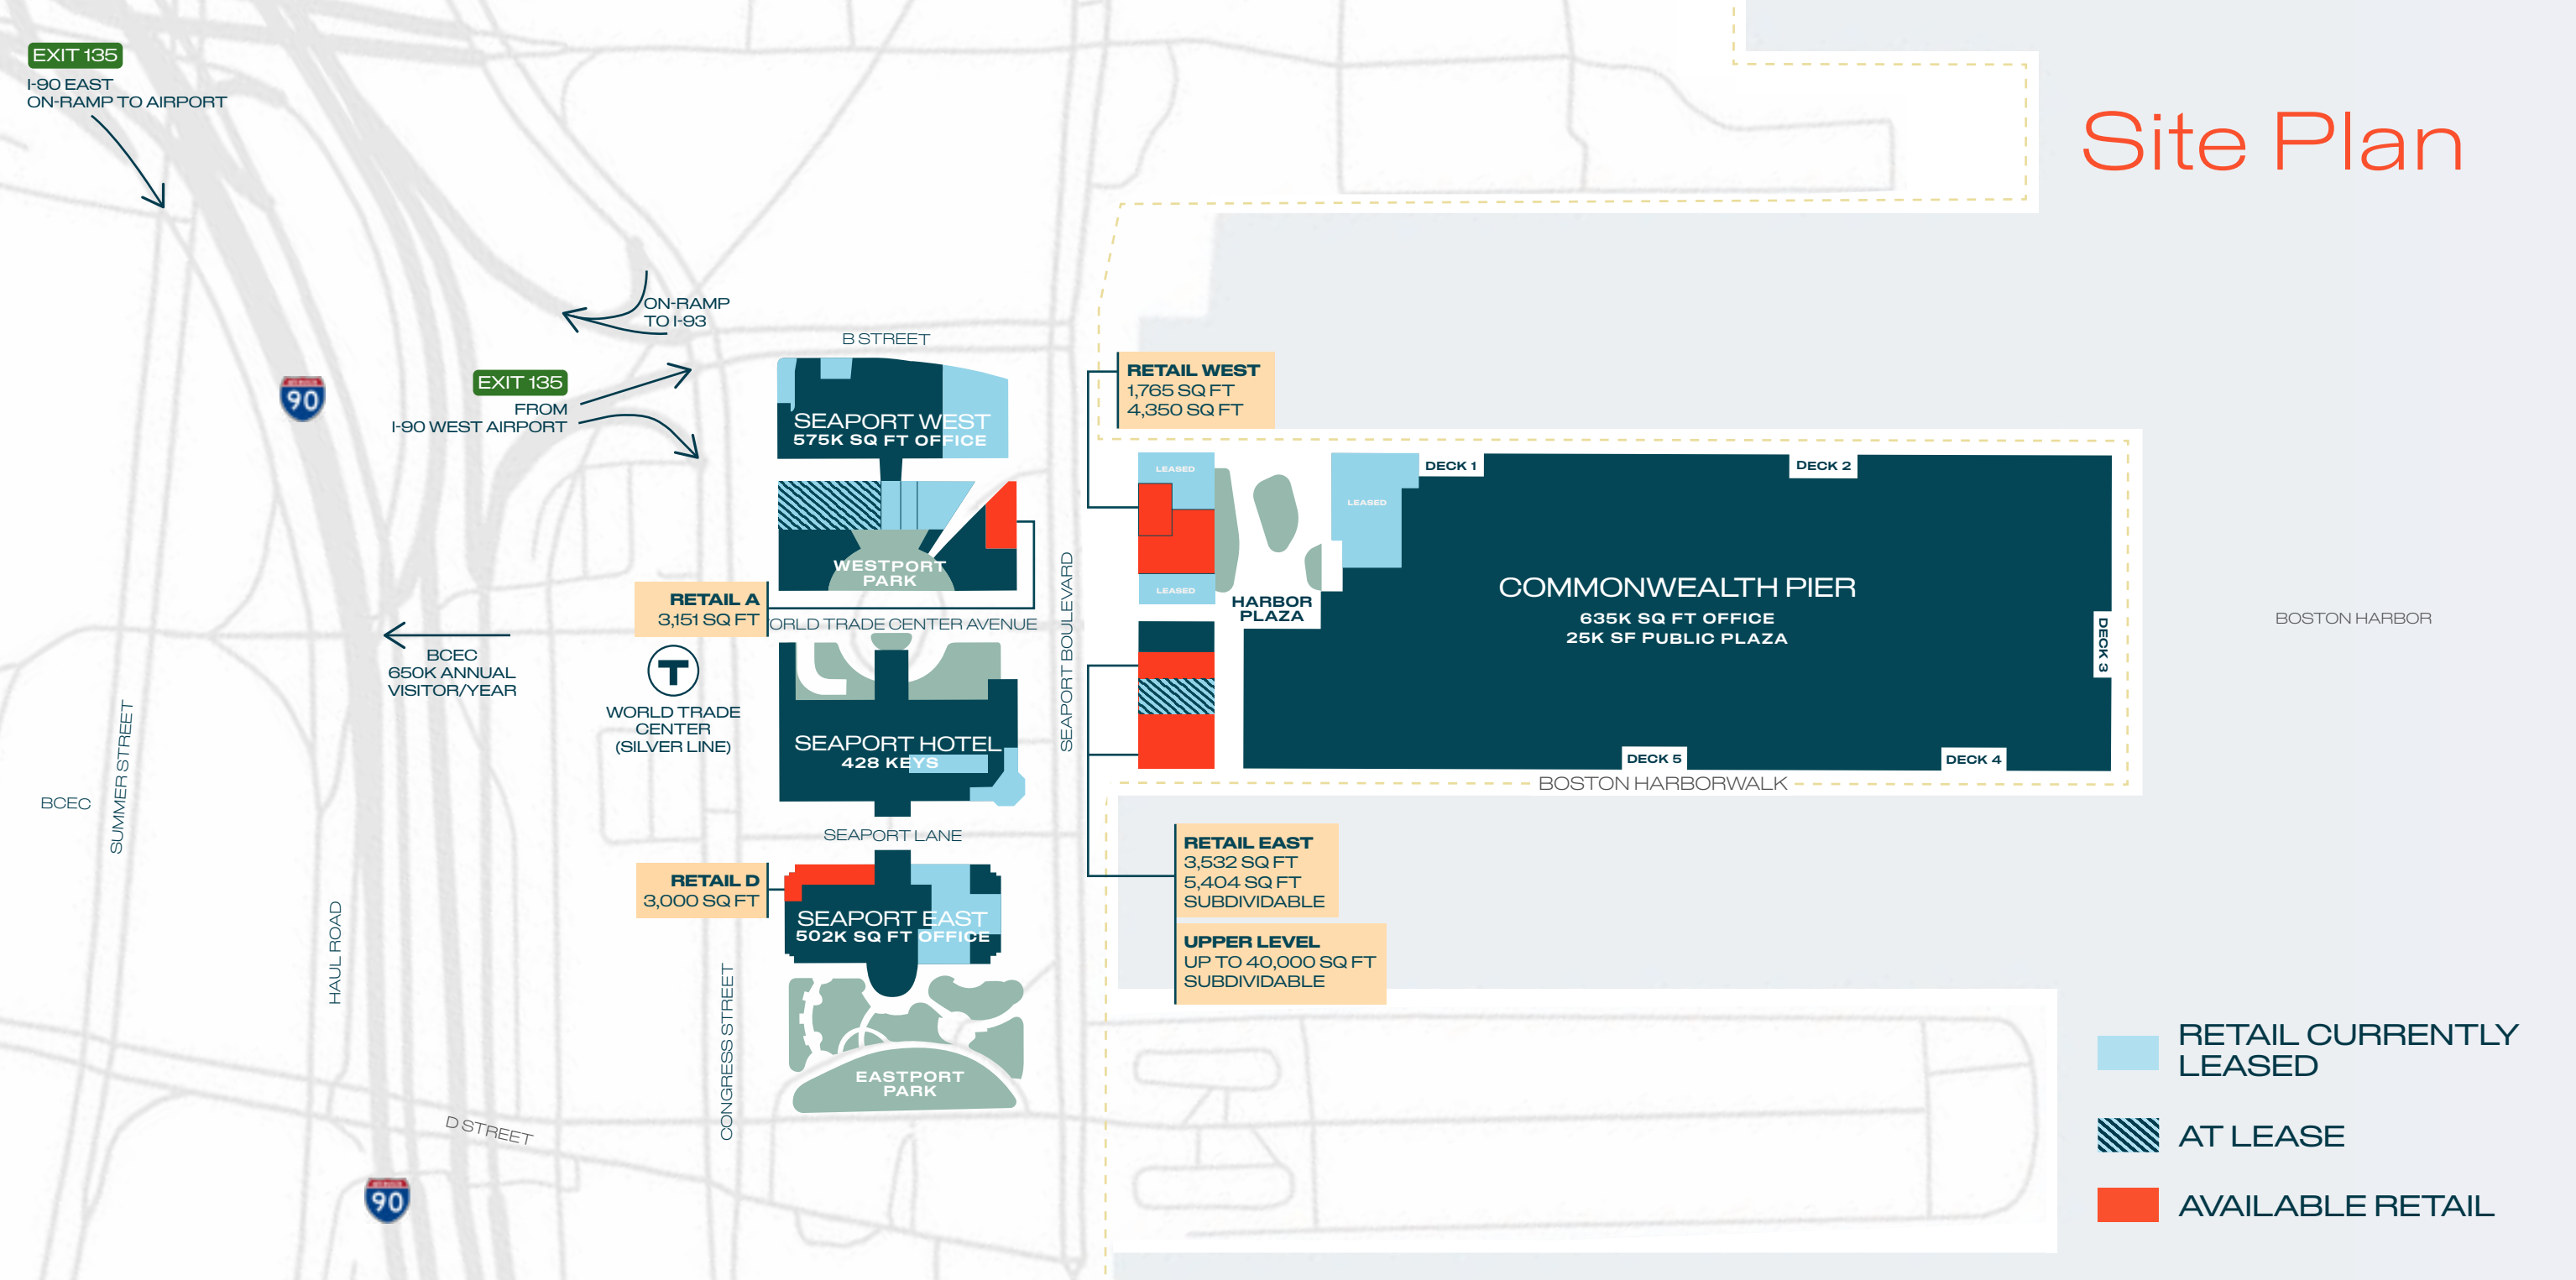 Site Plan
EXIT 135
I-90 EAST
ON-RAMP TO AIRPORT
ON-RAMP
TO I-93
B STREET
90
EXIT 135
FROM
I-90 WEST AIRPORT
SEAPORT WEST
575K SQ FT OFFICE
RETAIL WEST
1,765 SQ FT
4,350 SQ FT
LEASED
LEASED
LEASED
DECK 1
DECK 2
WESTPORT
PARK
HARBOR
PLAZA
COMMONWEALTH PIER
635K SQ FT OFFICE
25K SF PUBLIC PLAZA
DECK 3
BOSTON HARBOR
RETAIL A
3,151 SQ FT
ORLD TRADE CENTER AVENUE
SEAPORT BOULEVARD
BCEC
650K ANNUAL
VISITOR/YEAR
T
WORLD TRADE
CENTER
(SILVER LINE)
SEAPORT HOTEL
428 KEYS
DECK 5
DECK 4
BOSTON HARBORWALK
BCEC
SUMMER STREET
SEAPORT LANE
RETAIL D
3,000 SQ FT
SEAPORT EAST
502K SQ FT OFFICE
RETAIL EAST
3,532 SQ FT
5,404 SQ FT
SUBDIVIDABLE
UPPER LEVEL
UP TO 40,000 SQ FT
SUBDIVIDABLE
HAUL ROAD
CONGRESS STREET
EASTPORT
PARK
D STREET
90
RETAIL CURRENTLY
LEASED
AT LEASE
AVAILABLE RETAIL